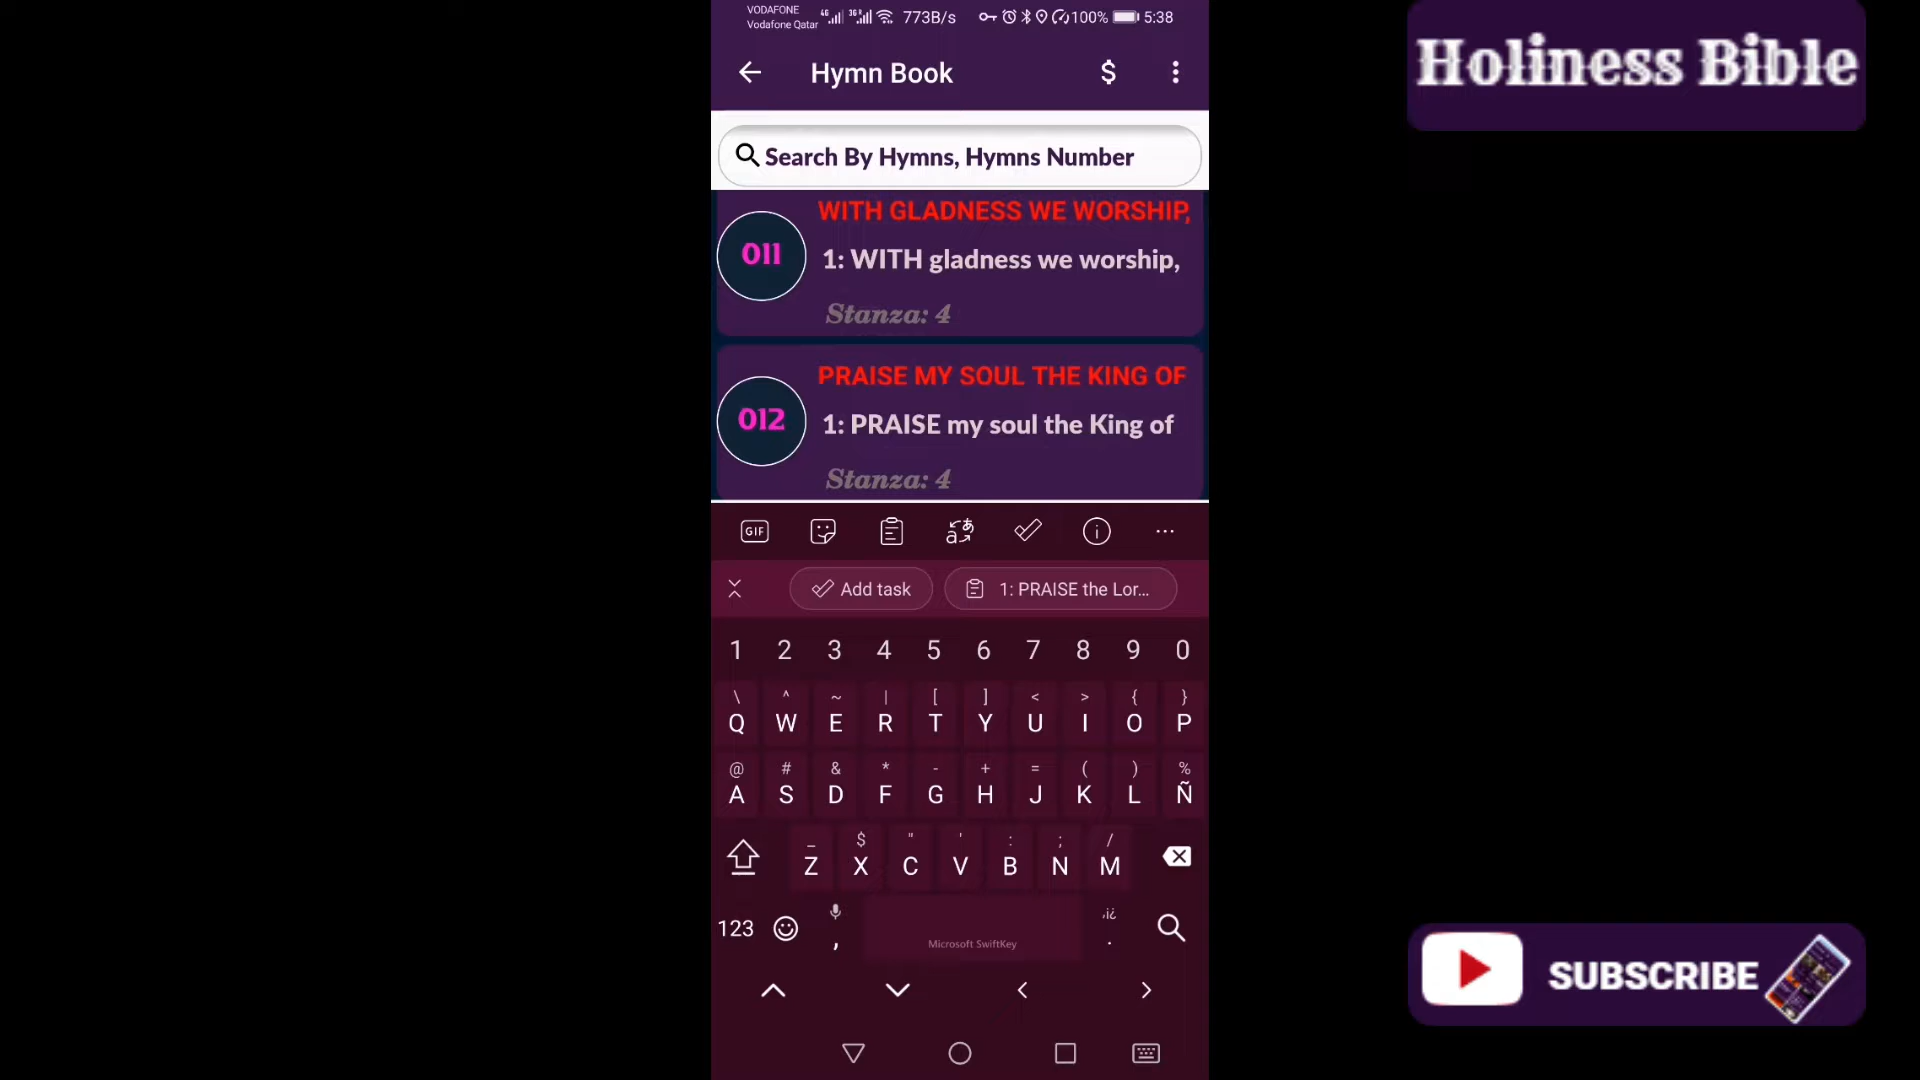 VODAFONE
Vodafone Qatar
4G
3G
773B/s
100%
5:38
Holiness Bible
Hymn Book
$
Search By Hymns, Hymns Number
WITH GLADNESS WE WORSHIP,
011
1: WITH gladness we worship,
Stanza: 4
PRAISE MY SOUL THE KING OF
012
1: PRAISE my soul the King of
Stanza: 4
GIF
Add task
1: PRAISE the Lor...
1 2 3 4 5 6 7 8 9 0
\ ^ ~ | [ ] < > { }
Q W E R T Y U I O P
@ # & * - + = ( ) %
A S D F G H J K L Ñ
_ $ " ' : ; /
Z X C V B N M
123 , Microsoft SwiftKey .
SUBSCRIBE